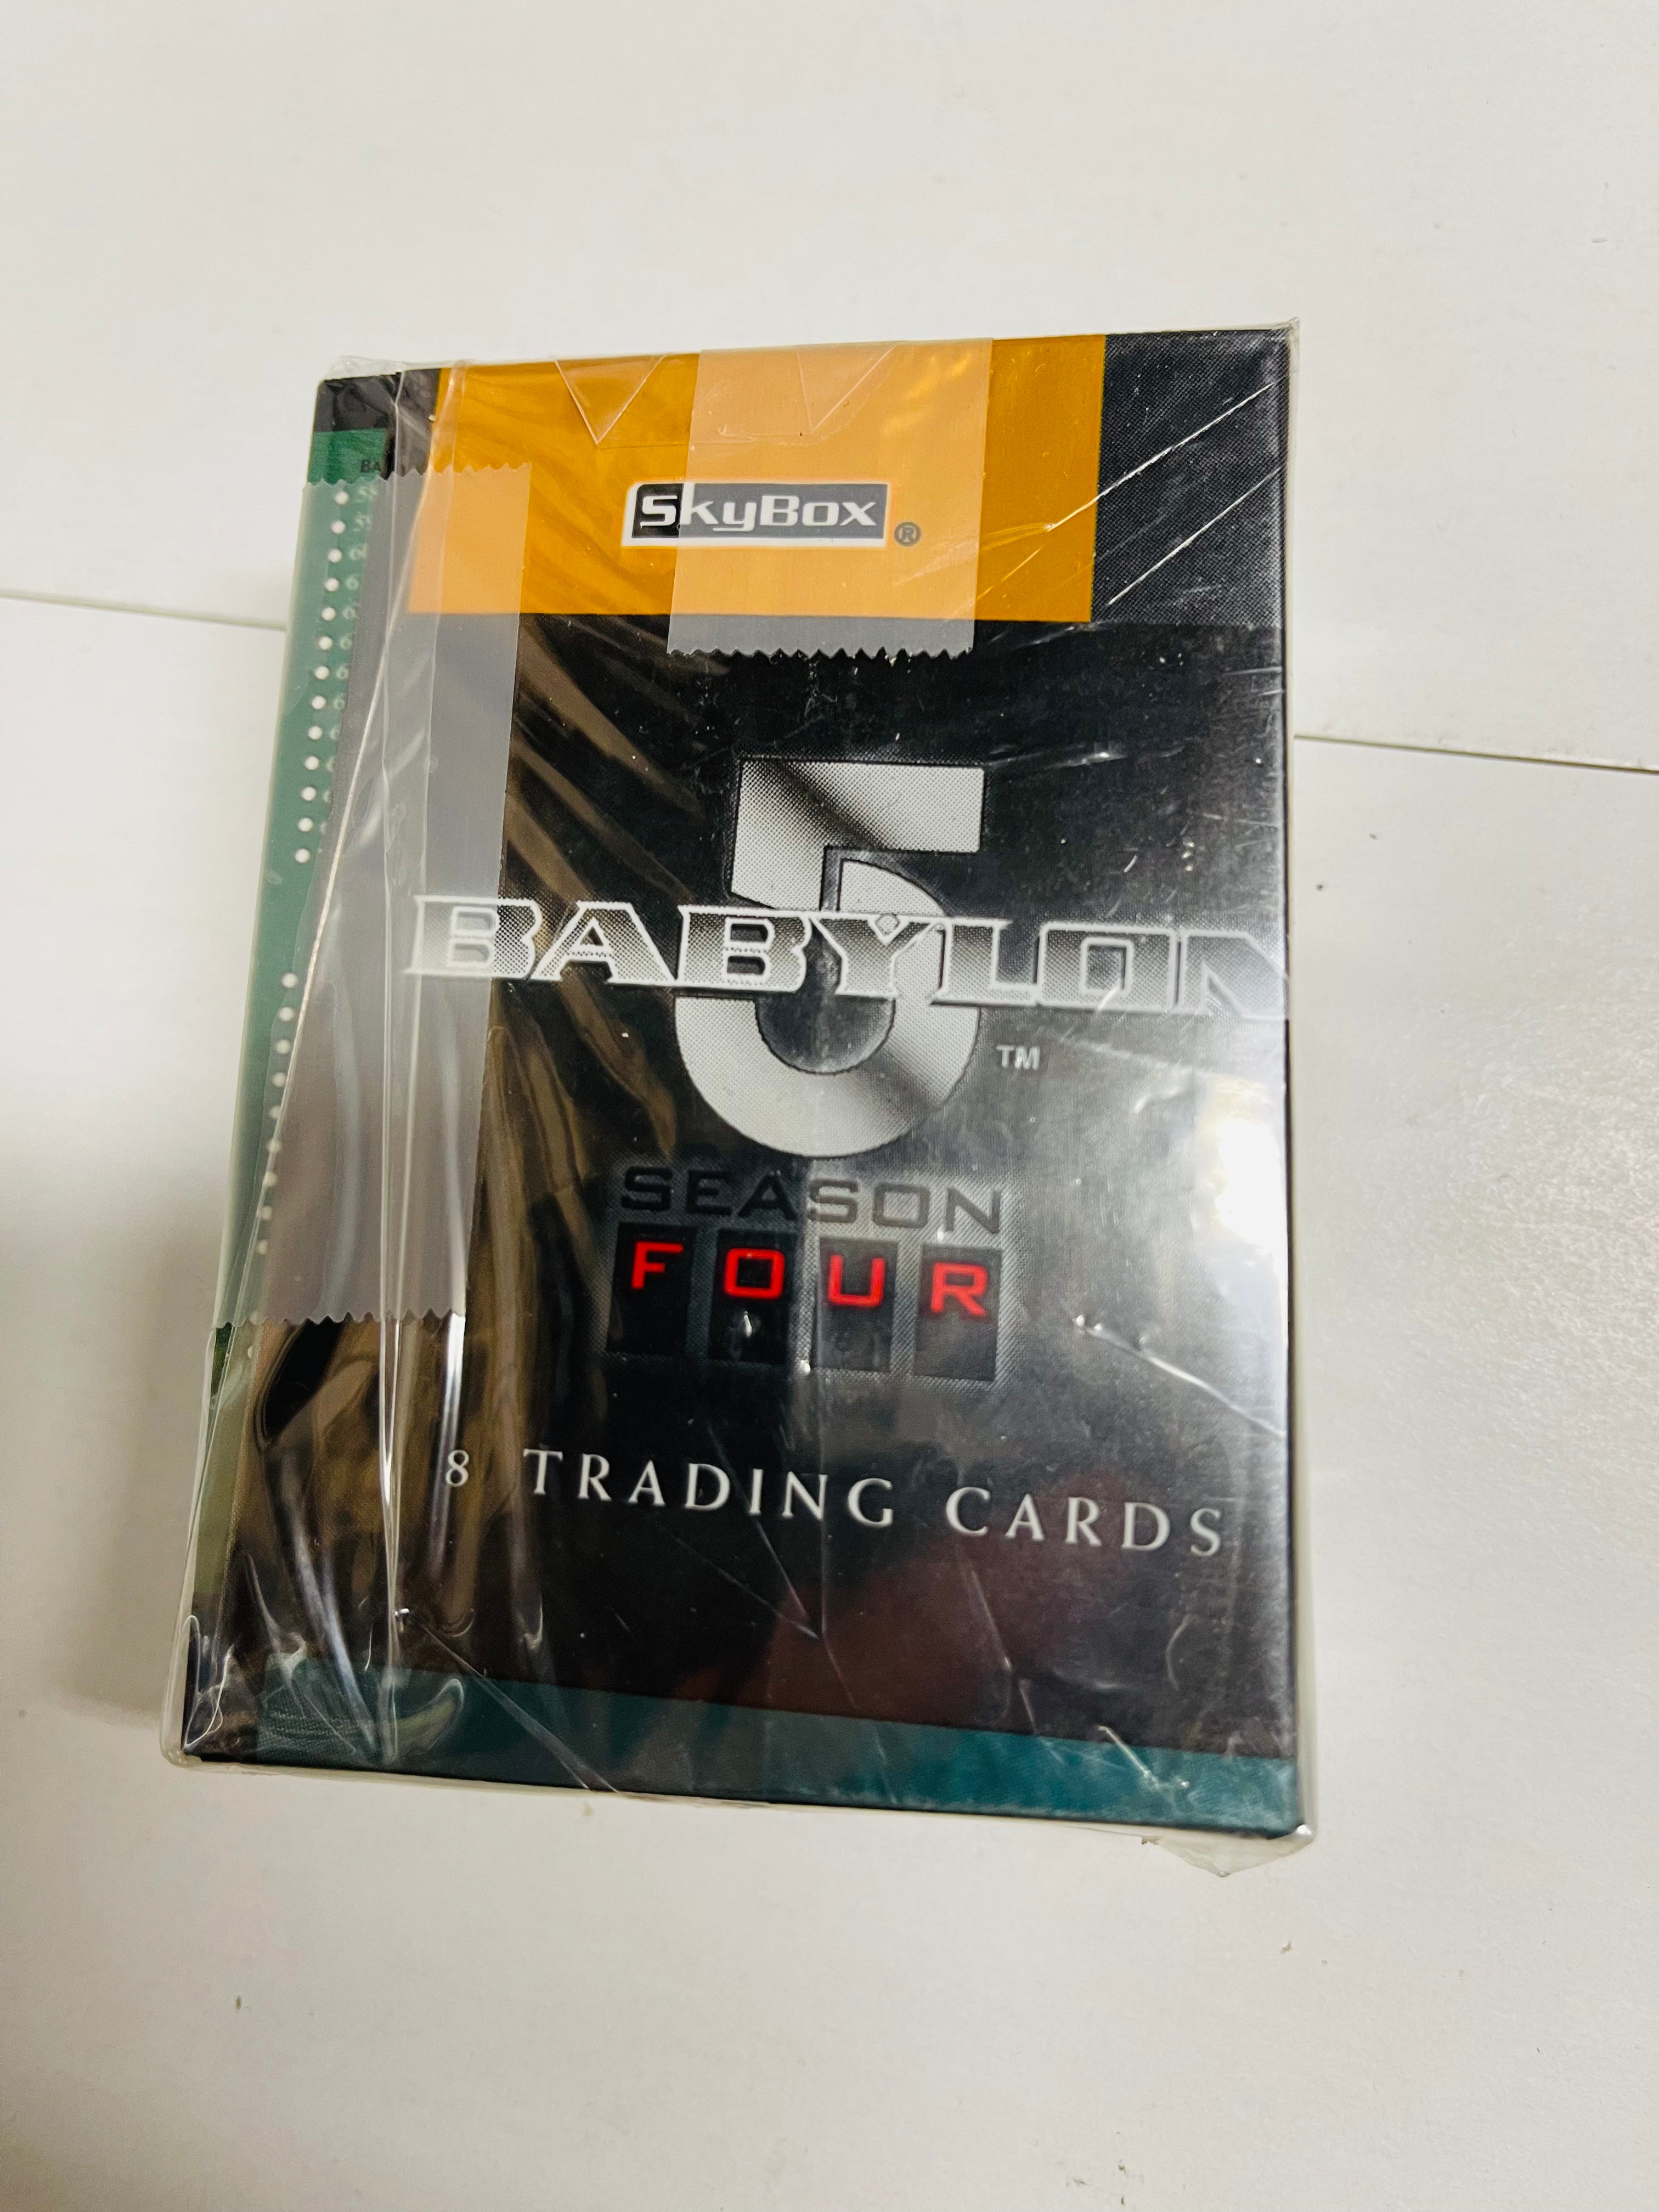 SkyBox®
5
BABYLON
TM
SEASON
FOUR
8 TRADING CARDS